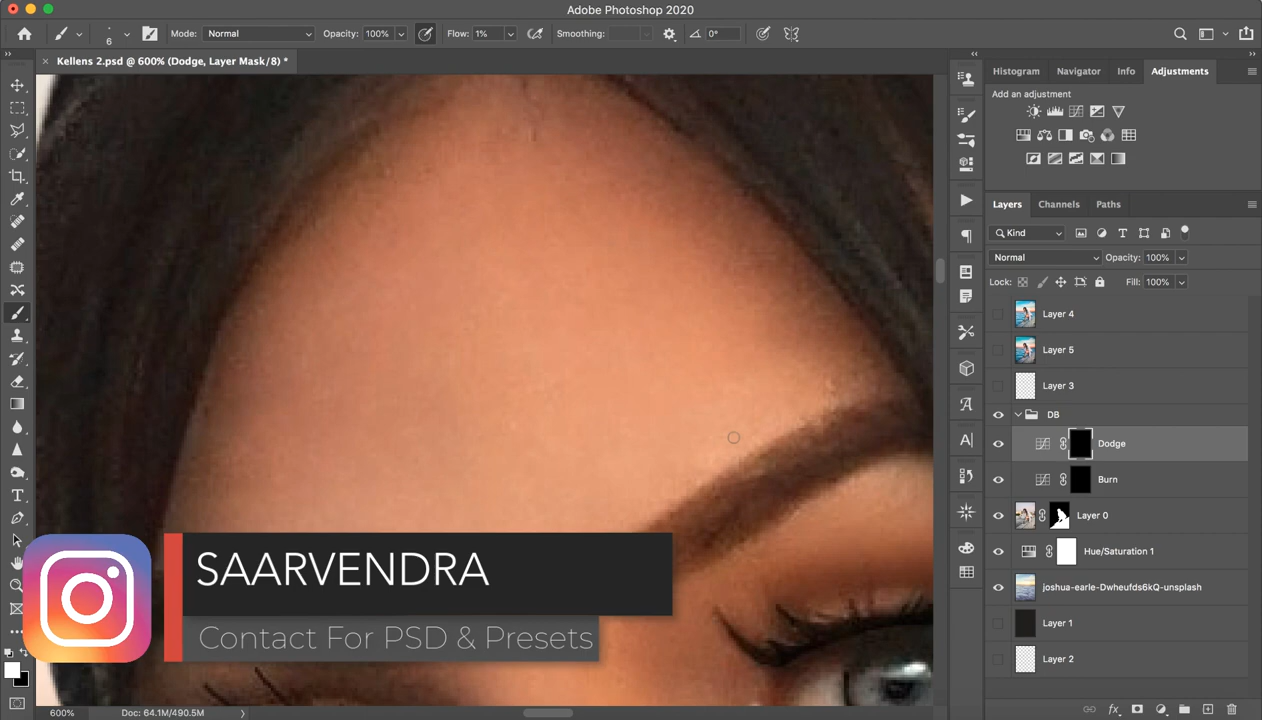 Adobe Photoshop 2020
6
Mode: Normal
Opacity: 100%
Flow: 1%
Smoothing:
0°
Kellens 2.psd @ 600% (Dodge, Layer Mask/8) *
Histogram
Navigator
Info
Adjustments
Add an adjustment
Layers
Channels
Paths
Kind
Normal
Opacity: 100%
Lock:
Fill: 100%
Layer 4
Layer 5
Layer 3
DB
Dodge
Burn
Layer 0
Hue/Saturation 1
joshua-earle-Dwheufds6kQ-unsplash
Layer 1
Layer 2
SAARVENDRA
Contact For PSD & Presets
600%
Doc: 64.1M/490.5M